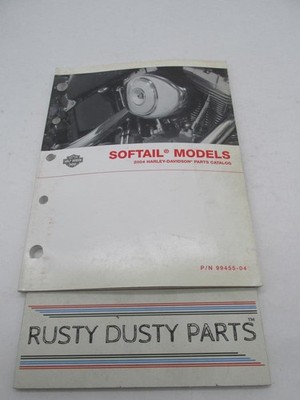 SOFTAIL® MODELS
2004 HARLEY-DAVIDSON® PARTS CATALOG
P/N 99455-04
RUSTY DUSTY PARTS™